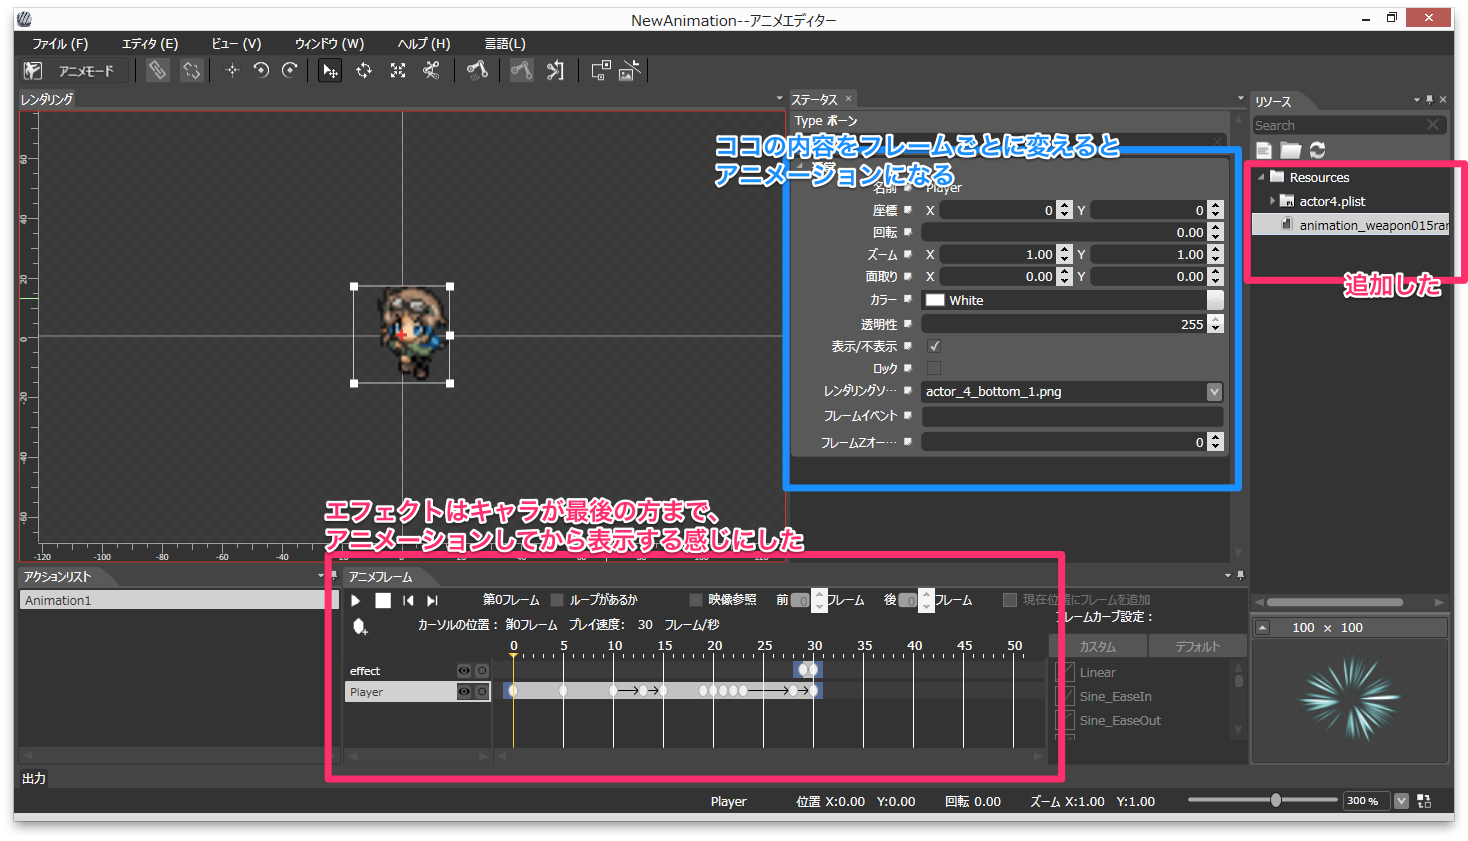 NewAnimation--アニメエディター
ファイル (F) エディタ (E) ビュー (V) ウィンドウ (W) ヘルプ (H) 言語(L)
アニメモード
レンダリング
ステータス
Type ボーン
ココの内容をフレームごとに変えると
アニメーションになる
名前 Player
座標 X 0 Y 0
回転 0.00
ズーム X 1.00 Y 1.00
面取り X 0.00 Y 0.00
カラー White
透明性 255
表示/不表示
ロック
レンダリングソ… actor_4_bottom_1.png
フレームイベント
フレームZオー… 0
リソース
Search
Resources
actor4.plist
animation_weapon015rar
追加した
60
40
20
0
-20
-40
-60
-120 -100 -80 -60 -40
エフェクトはキャラが最後の方まで、
アニメーションしてから表示する感じにした
アクションリスト
Animation1
アニメフレーム
第0フレーム ループがあるか 映像参照 前 0 フレーム 後 0 フレーム 現在位置にフレームを追加
カーソルの位置: 第0フレーム プレイ速度: 30 フレーム/秒
フレームカーブ設定:
0 5 10 15 20 25 30 35 40 45 50
effect
Player
カスタム デフォルト
Linear
Sine_EaseIn
Sine_EaseOut
100 × 100
出力
Player 位置 X:0.00 Y:0.00 回転 0.00 ズーム X:1.00 Y:1.00 300 %